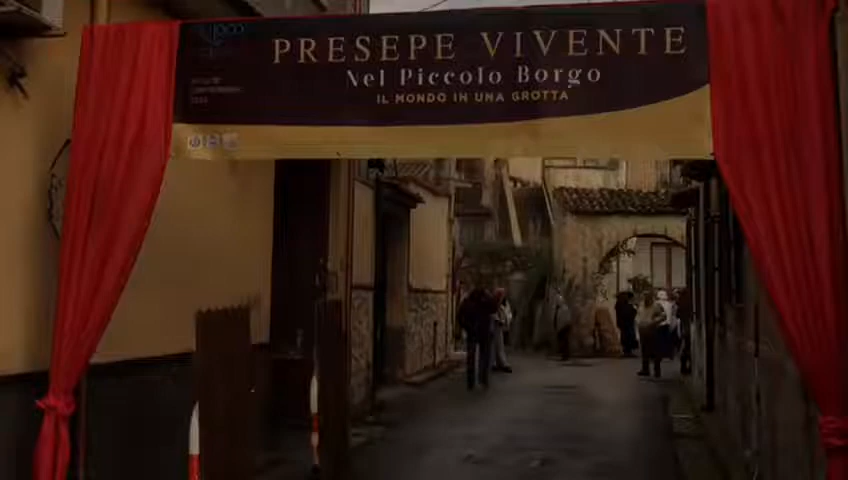 PRESEPE VIVENTE
Nel Piccolo Borgo
IL MONDO IN UNA GROTTA